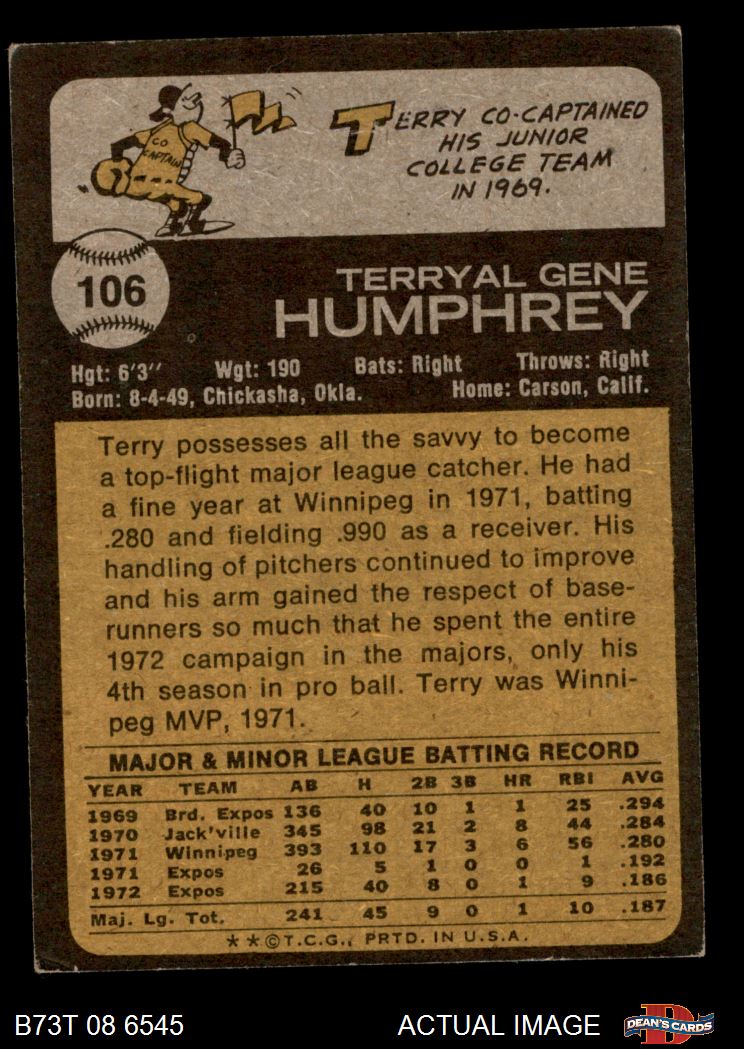 CO
CAPTAIN
TERRY CO-CAPTAINED
HIS JUNIOR
COLLEGE TEAM
IN 1969.
106
TERRYAL GENE
HUMPHREY
Hgt: 6'3" Wgt: 190 Bats: Right Throws: Right
Born: 8-4-49, Chickasha, Okla. Home: Carson, Calif.
Terry possesses all the savvy to become
a top-flight major league catcher. He had
a fine year at Winnipeg in 1971, batting
.280 and fielding .990 as a receiver. His
handling of pitchers continued to improve
and his arm gained the respect of base-
runners so much that he spent the entire
1972 campaign in the majors, only his
4th season in pro ball. Terry was Winni-
peg MVP, 1971.
MAJOR & MINOR LEAGUE BATTING RECORD
YEAR TEAM AB H 2B 3B HR RBI AVG
1969 Brd. Expos 136 40 10 1 1 25 .294
1970 Jack'ville 345 98 21 2 8 44 .284
1971 Winnipeg 393 110 17 3 6 56 .280
1971 Expos 26 5 1 0 0 1 .192
1972 Expos 215 40 8 0 1 9 .186
Maj. Lg. Tot. 241 45 9 0 1 10 .187
**©T.C.G., PRTD. IN U.S.A.
B73T 08 6545 ACTUAL IMAGE
D
DEAN'S CARDS